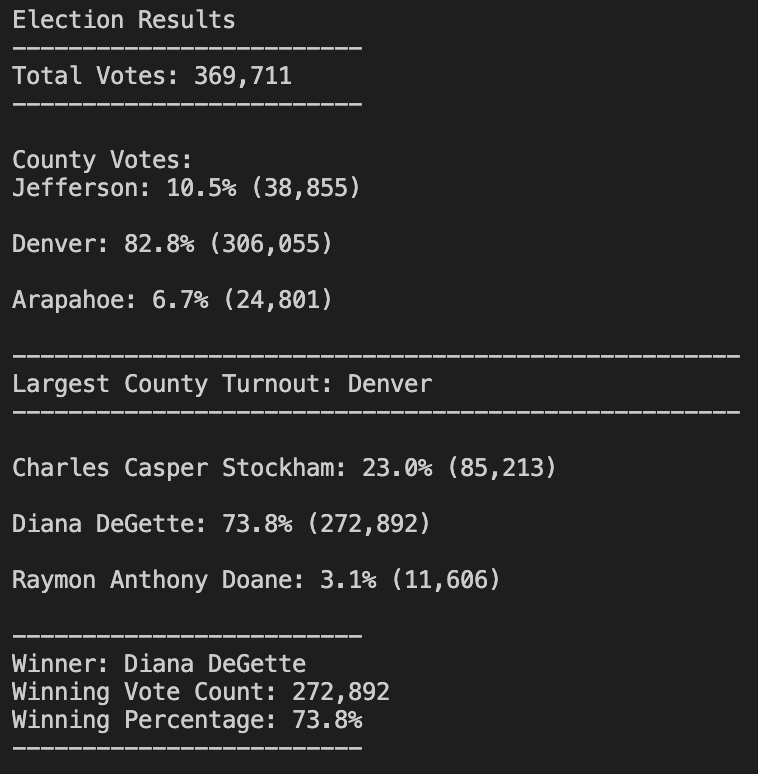 Election Results
-------------------------
Total Votes: 369,711
-------------------------
County Votes:
Jefferson: 10.5% (38,855)
Denver: 82.8% (306,055)
Arapahoe: 6.7% (24,801)
----------------------------------------------------
Largest County Turnout: Denver
----------------------------------------------------
Charles Casper Stockham: 23.0% (85,213)
Diana DeGette: 73.8% (272,892)
Raymon Anthony Doane: 3.1% (11,606)
-------------------------
Winner: Diana DeGette
Winning Vote Count: 272,892
Winning Percentage: 73.8%
-------------------------